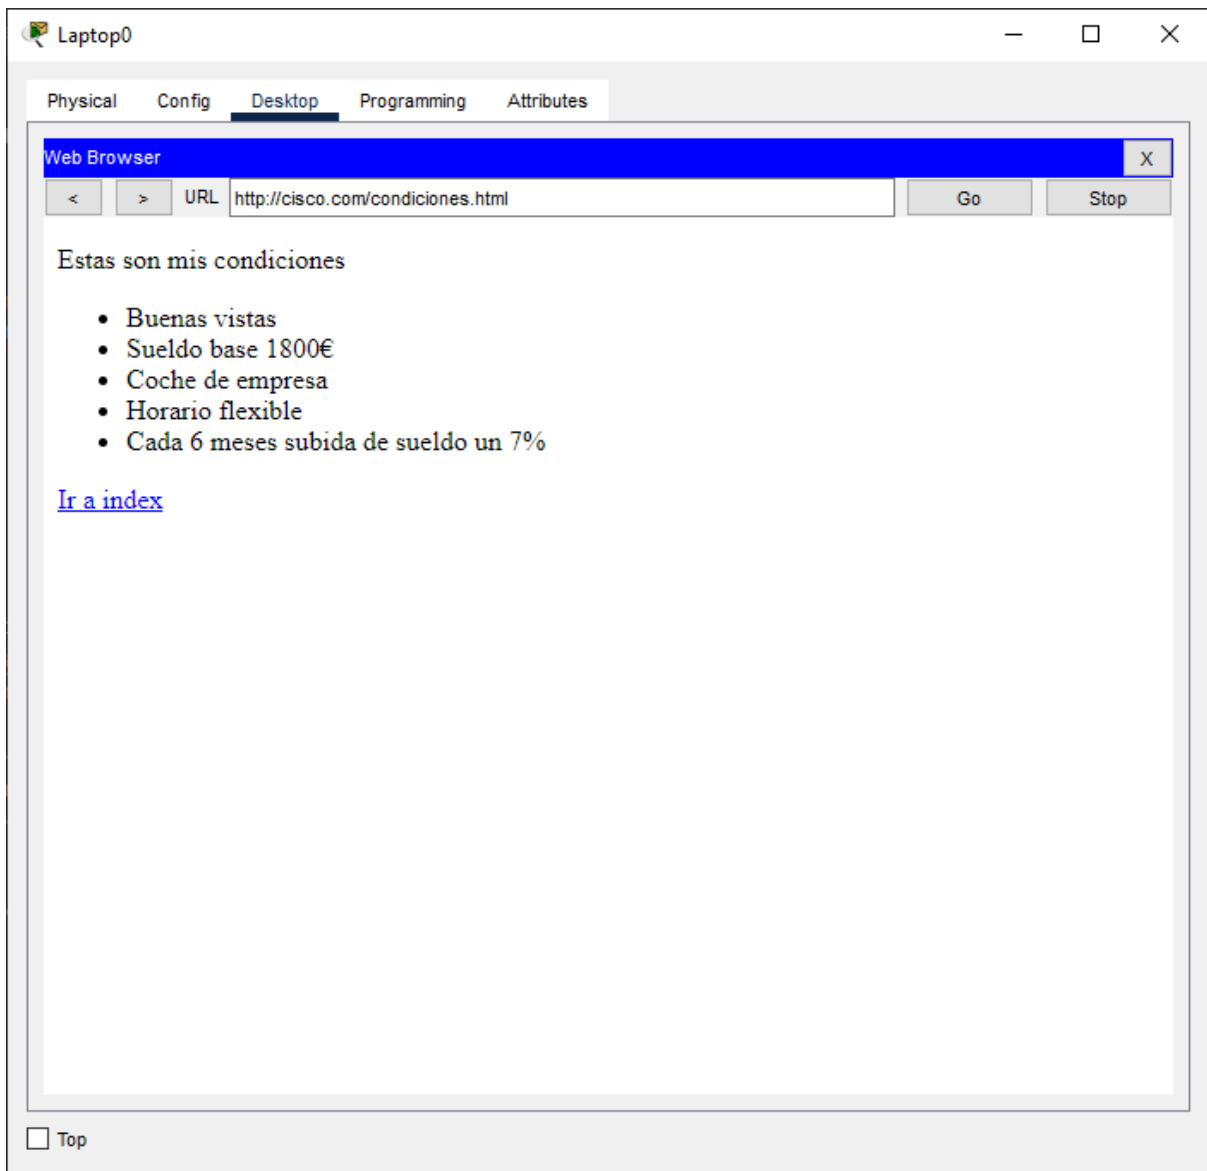 Laptop0
Physical Config Desktop Programming Attributes
Web Browser X
< > URL http://cisco.com/condiciones.html Go Stop
Estas son mis condiciones
• Buenas vistas
• Sueldo base 1800€
• Coche de empresa
• Horario flexible
• Cada 6 meses subida de sueldo un 7%
Ir a index
Top